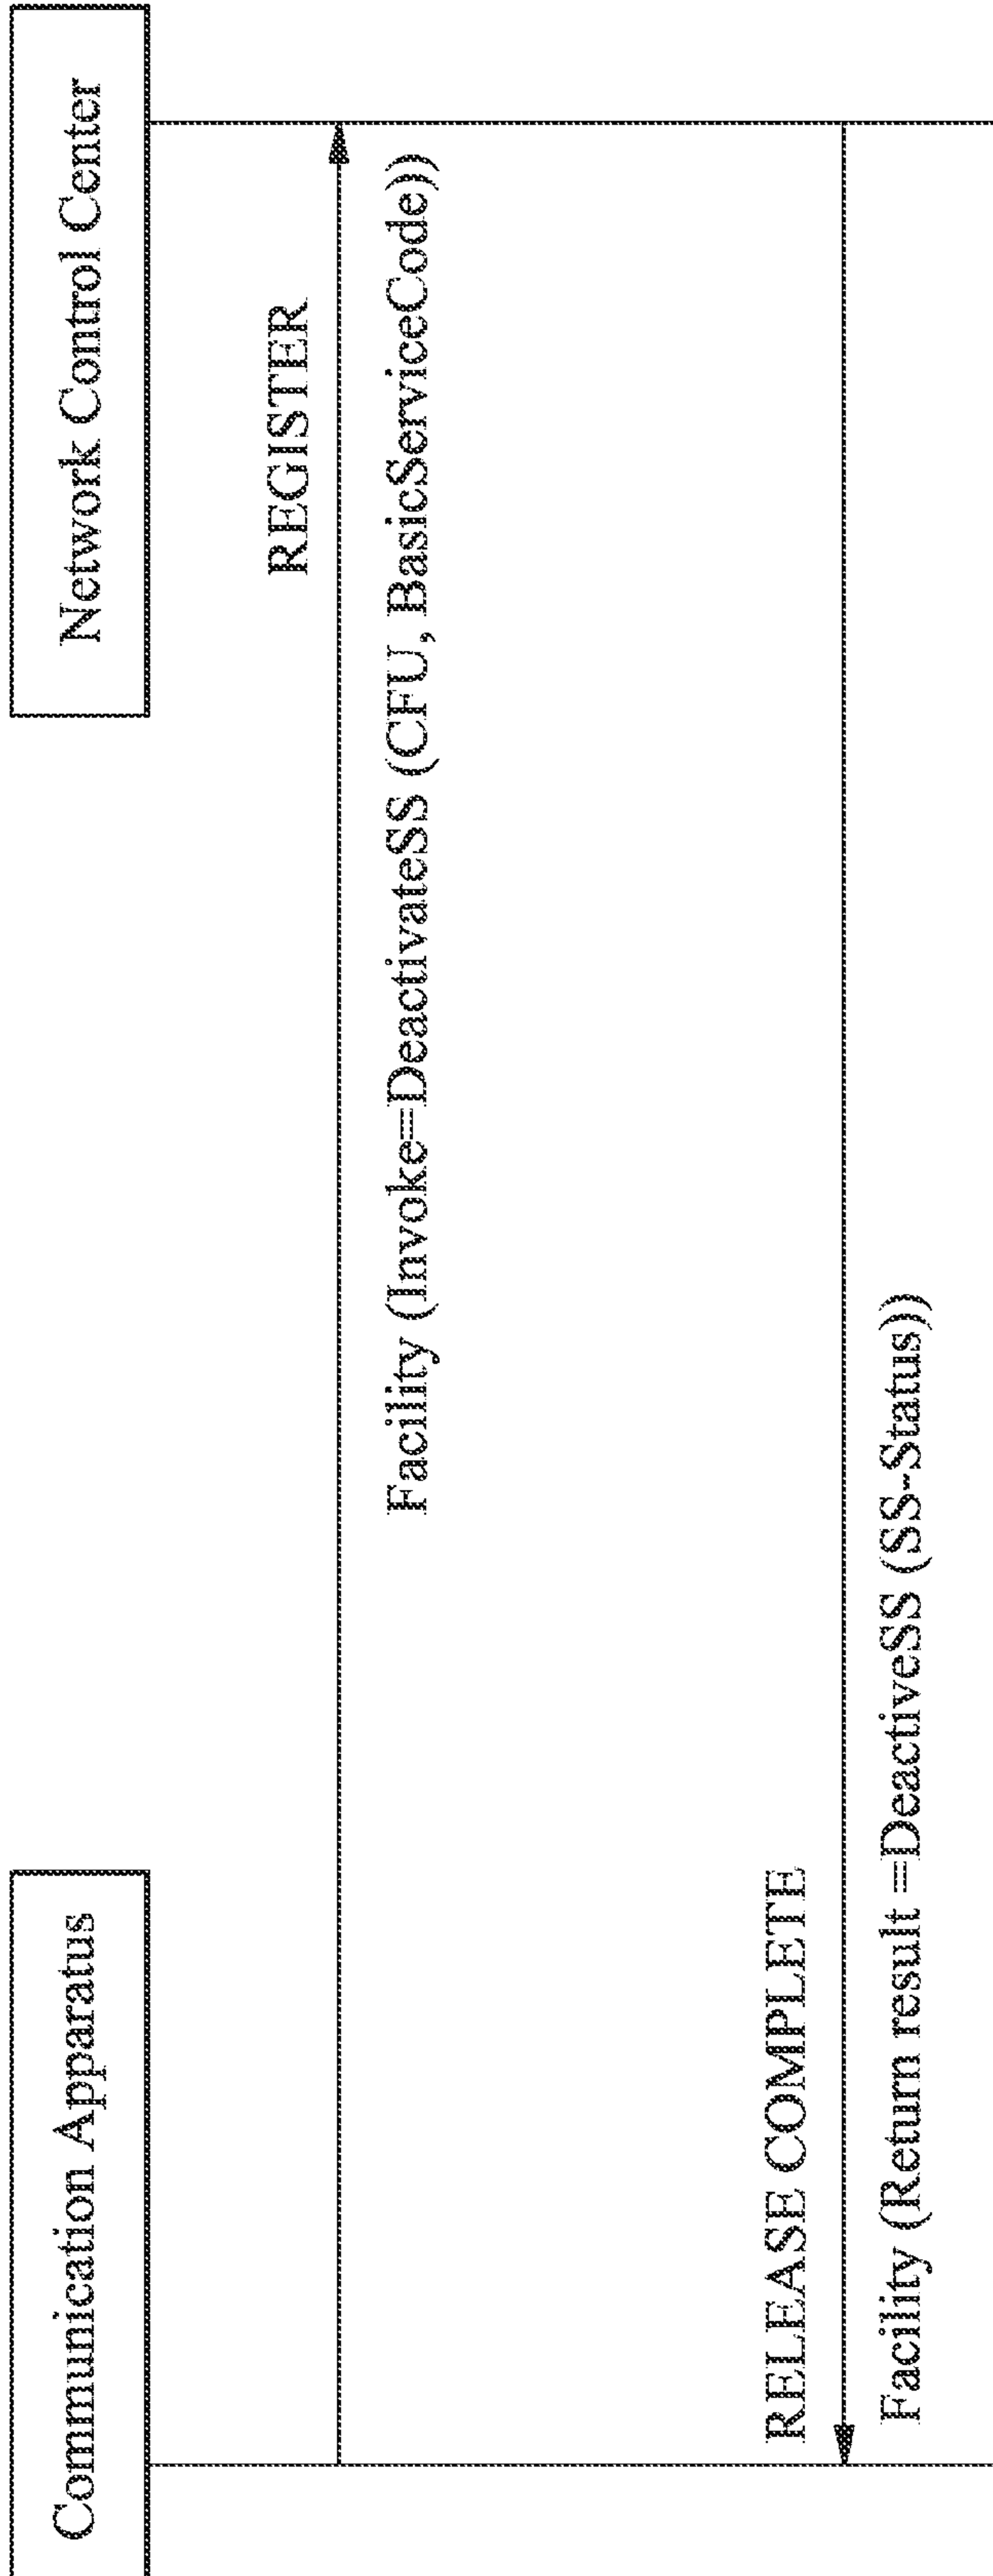 Communication Apparatus
Network Control Center
REGISTER
Facility (Invoke=DeactivateSS (CFU, BasicServiceCode))
RELEASE COMPLETE
Facility (Return result =DeactiveSS (SS-Status))